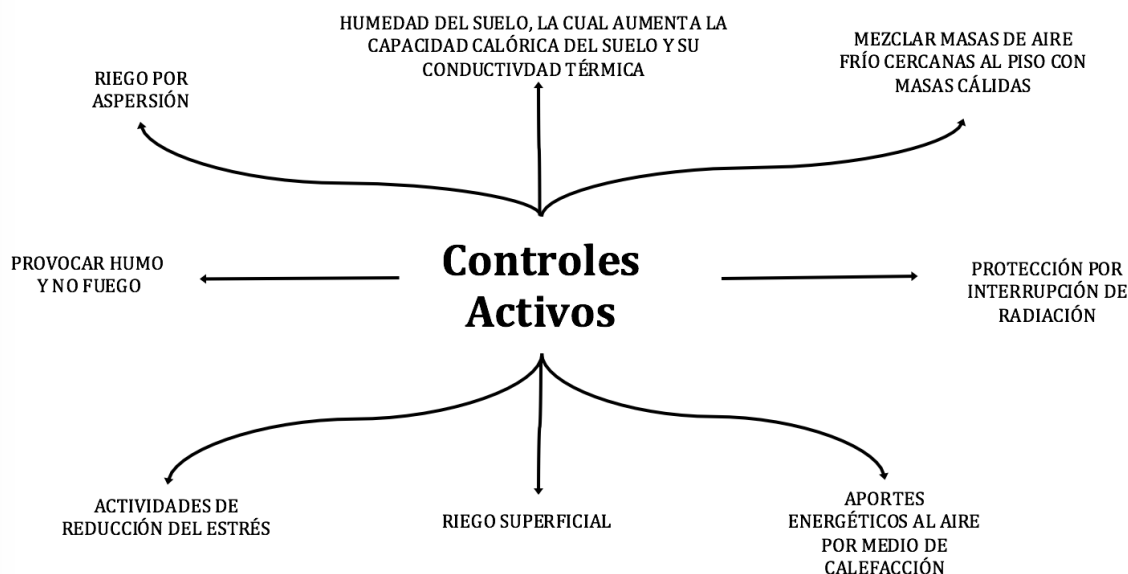 HUMEDAD DEL SUELO, LA CUAL AUMENTA LA
CAPACIDAD CALÓRICA DEL SUELO Y SU
CONDUCTIVDAD TÉRMICA
RIEGO POR
ASPERSIÓN
MEZCLAR MASAS DE AIRE
FRÍO CERCANAS AL PISO CON
MASAS CÁLIDAS
PROVOCAR HUMO
Y NO FUEGO
Controles
Activos
PROTECCIÓN POR
INTERRUPCIÓN DE
RADIACIÓN
ACTIVIDADES DE
REDUCCIÓN DEL ESTRÉS
RIEGO SUPERFICIAL
APORTES
ENERGÉTICOS AL AIRE
POR MEDIO DE
CALEFACCIÓN